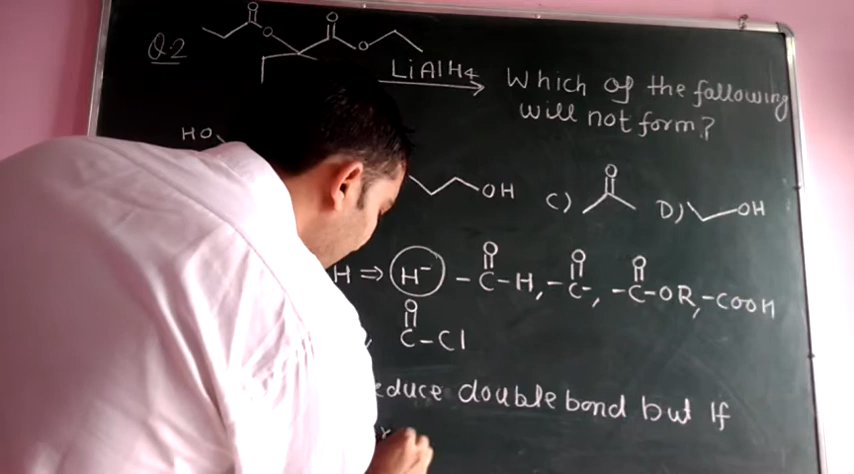 Q.2
LiAlH4
Which of the fallowing
will not form?
HO
OH
C)
D)
OH
H ⇒ H⁻ -C-H, -C-, -C-OR, -COOH
C-Cl
educe double bond but If